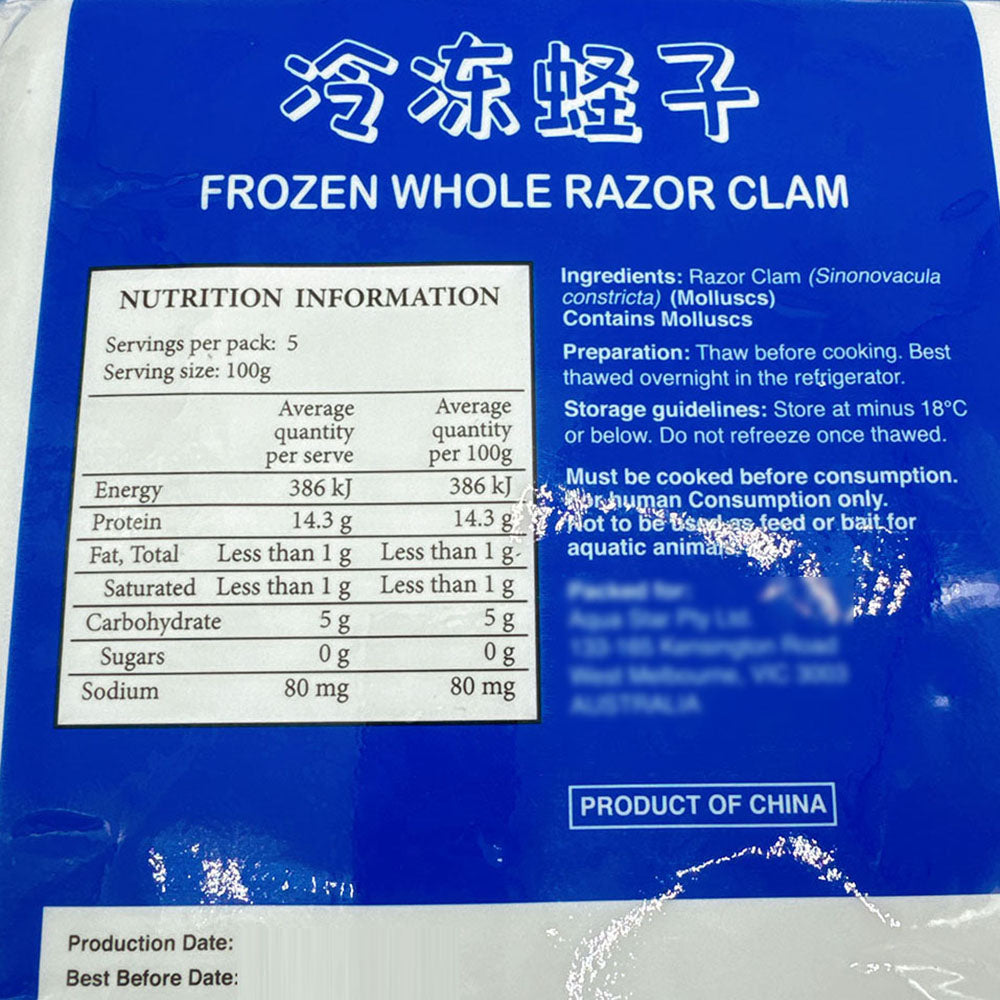 冷冻蛏子
FROZEN WHOLE RAZOR CLAM
NUTRITION INFORMATION
Servings per pack: 5
Serving size: 100g
Average quantity per serve Average quantity per 100g
Energy 386 kJ 386 kJ
Protein 14.3 g 14.3 g
Fat, Total Less than 1 g Less than 1 g
Saturated Less than 1 g Less than 1 g
Carbohydrate 5 g 5 g
Sugars 0 g 0 g
Sodium 80 mg 80 mg
Ingredients: Razor Clam (Sinonovacula
constricta) (Molluscs)
Contains Molluscs
Preparation: Thaw before cooking. Best
thawed overnight in the refrigerator.
Storage guidelines: Store at minus 18°C
or below. Do not refreeze once thawed.
Must be cooked before consumption.
For human Consumption only.
Not to be used as feed or bait for
aquatic animals.
PRODUCT OF CHINA
Production Date:
Best Before Date: